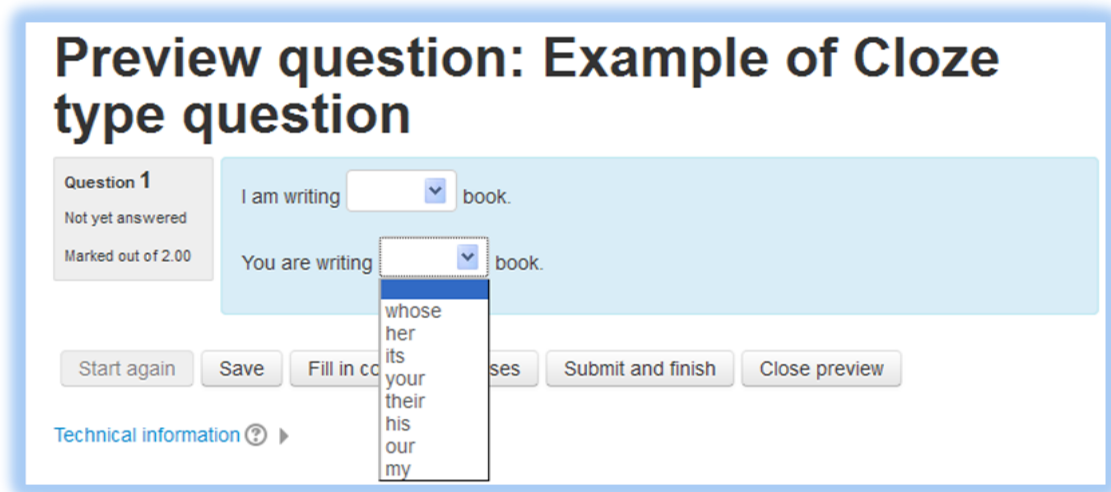 Preview question: Example of Cloze
type question
Question 1
Not yet answered
Marked out of 2.00
I am writing book.
You are writing book.
whose
her
its
your
their
his
our
my
Start again Save Fill in co ses Submit and finish Close preview
Technical information